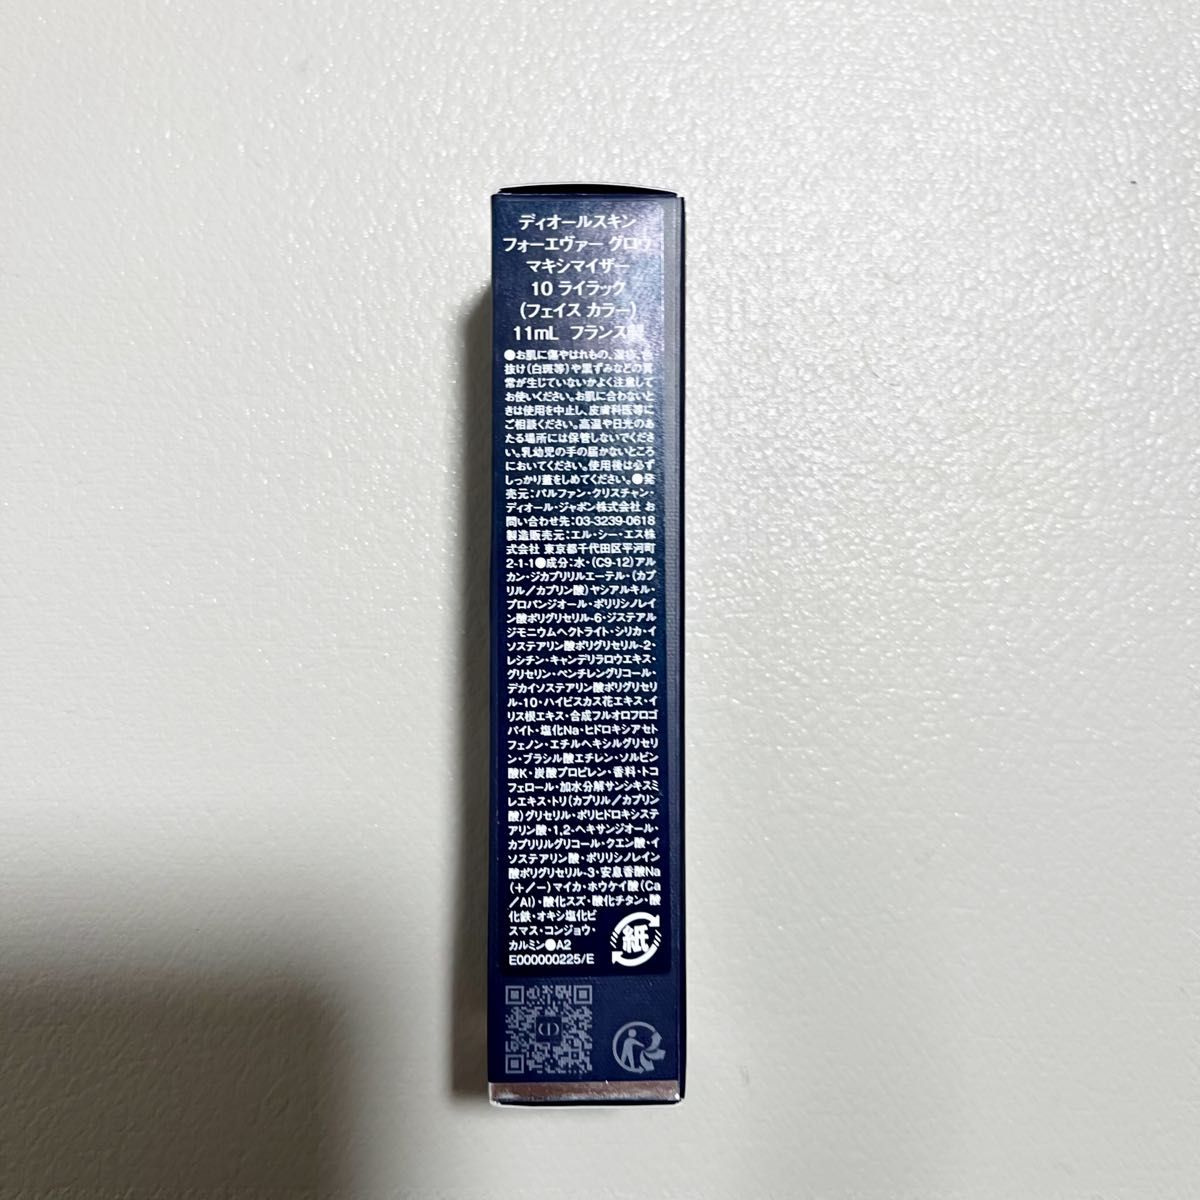 ディオールスキン
フォーエヴァー グロウ
マキシマイザー
10 ライラック
(フェイス カラー)
11mL フランス製
●お肌に傷やはれもの、湿疹、色
抜け(白斑等)や黒ずみなどの異
常が生じていないかよく注意して
お使いください。お肌に合わないと
きは使用を中止し、皮膚科医等に
ご相談ください。高温や日光のあ
たる場所には保管しないでくださ
い。乳幼児の手の届かないところ
においてください。使用後は必ず
しっかり蓋をしめてください。●発
売元:パルファン・クリスチャン・
ディオール・ジャポン株式会社 お
問い合わせ先:03-3239-0618
製造販売元:エル・シー・エス株
式会社 東京都千代田区平河町
2-1-1●成分:水・(C9-12)アル
カン・ジカプリリルエーテル・(カプ
リル/カプリン酸)ヤシアルキル・
プロパンジオール・ポリリシノレイ
ン酸ポリグリセリル-6・ジステアル
ジモニウムヘクトライト・シリカ・イ
ソステアリン酸ポリグリセリル-2・
レシチン・キャンデリラロウエキス・
グリセリン・ペンチレングリコール・
デカイソステアリン酸ポリグリセリ
ル-10・ハイビスカス花エキス・イ
リス根エキス・合成フルオロフロゴ
パイト・塩化Na・ヒドロキシアセト
フェノン・エチルヘキシルグリセリ
ン・ブラシル酸エチレン・ソルビン
酸K・炭酸プロピレン・香料・トコ
フェロール・加水分解サンシキスミ
レエキス・トリ(カプリル/カプリン
酸)グリセリル・ポリヒドロキシステ
アリン酸・1,2-ヘキサンジオール・
カプリリルグリコール・クエン酸・イ
ソステアリン酸・ポリリシノレイン
酸ポリグリセリル-3・安息香酸Na
(+/-)マイカ・ホウケイ酸(Ca
/Al)・酸化スズ・酸化チタン・酸
化鉄・オキシ塩化ビ
スマス・コンジョウ・
カルミン●A2
E000000225/E
紙
CD